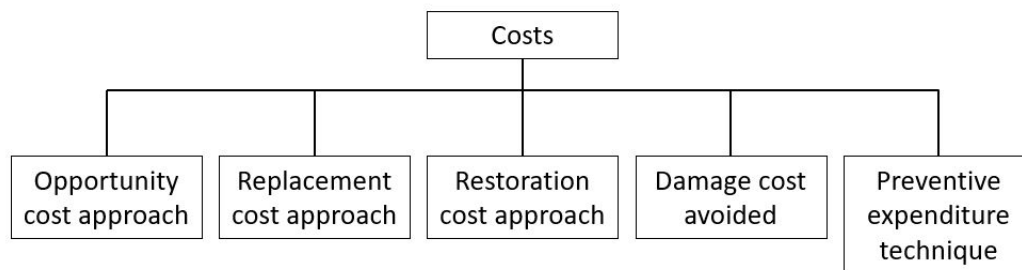 Costs
Opportunity
cost approach
Replacement
cost approach
Restoration
cost approach
Damage cost
avoided
Preventive
expenditure
technique